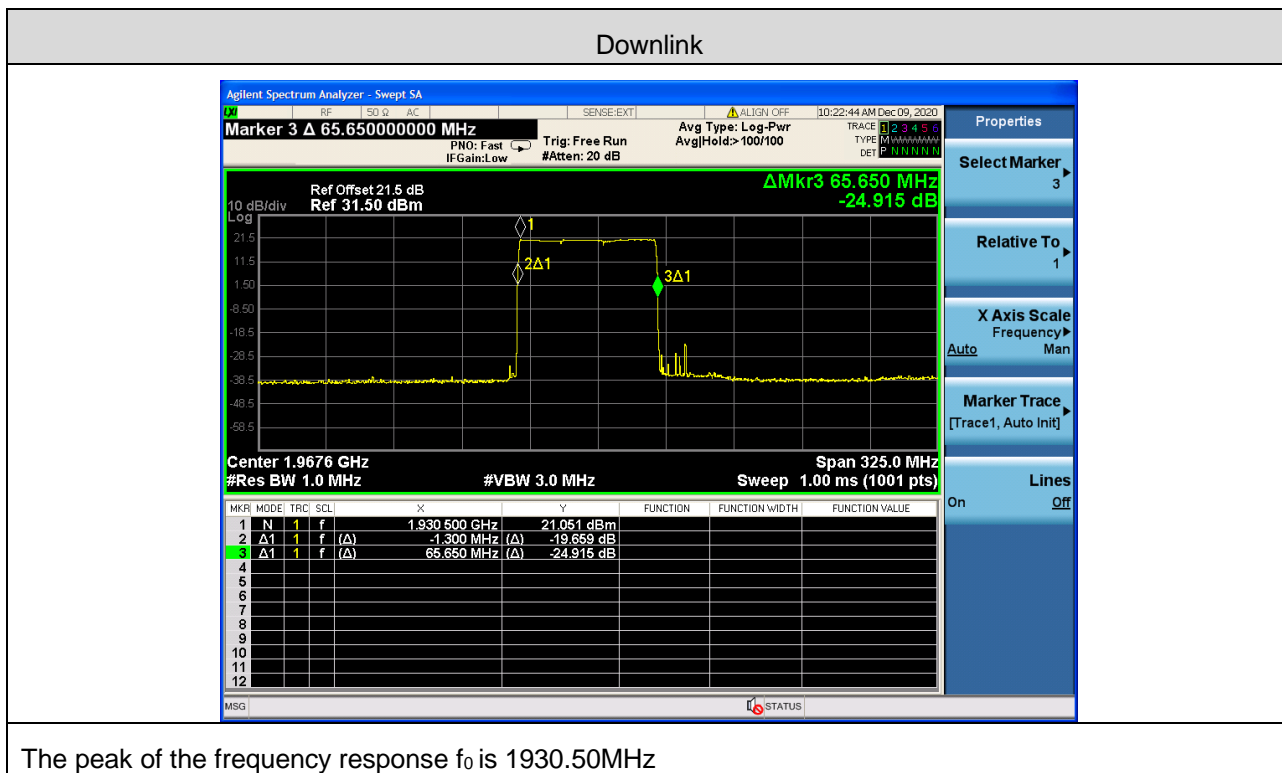 Downlink
Agilent Spectrum Analyzer - Swept SA
LXI RF 50 Ω AC SENSE:EXT ALIGN OFF 10:22:44 AM Dec 09, 2020
Marker 3 Δ 65.650000000 MHz
PNO: Fast
IFGain:Low
Trig: Free Run
#Atten: 20 dB
Avg Type: Log-Pwr
Avg|Hold:>100/100
TRACE 1 2 3 4 5 6
TYPE M WWWWW
DET P N N N N N
Ref Offset 21.5 dB
10 dB/div Ref 31.50 dBm
Log
ΔMkr3 65.650 MHz
-24.915 dB
21.5
11.5
1.50
-8.50
-18.5
-28.5
-38.5
-48.5
-58.5
1
2Δ1
3Δ1
Center 1.9676 GHz Span 325.0 MHz
#Res BW 1.0 MHz #VBW 3.0 MHz Sweep 1.00 ms (1001 pts)
MKR MODE TRC SCL X Y FUNCTION FUNCTION WIDTH FUNCTION VALUE
1 N 1 f 1.930 500 GHz 21.051 dBm
2 Δ1 1 f (Δ) -1.300 MHz (Δ) -19.659 dB
3 Δ1 1 f (Δ) 65.650 MHz (Δ) -24.915 dB
4
5
6
7
8
9
10
11
12
MSG STATUS
Properties
Select Marker
3
Relative To
1
X Axis Scale
Frequency
Auto Man
Marker Trace
[Trace1, Auto Init]
Lines
On Off
The peak of the frequency response f₀ is 1930.50MHz